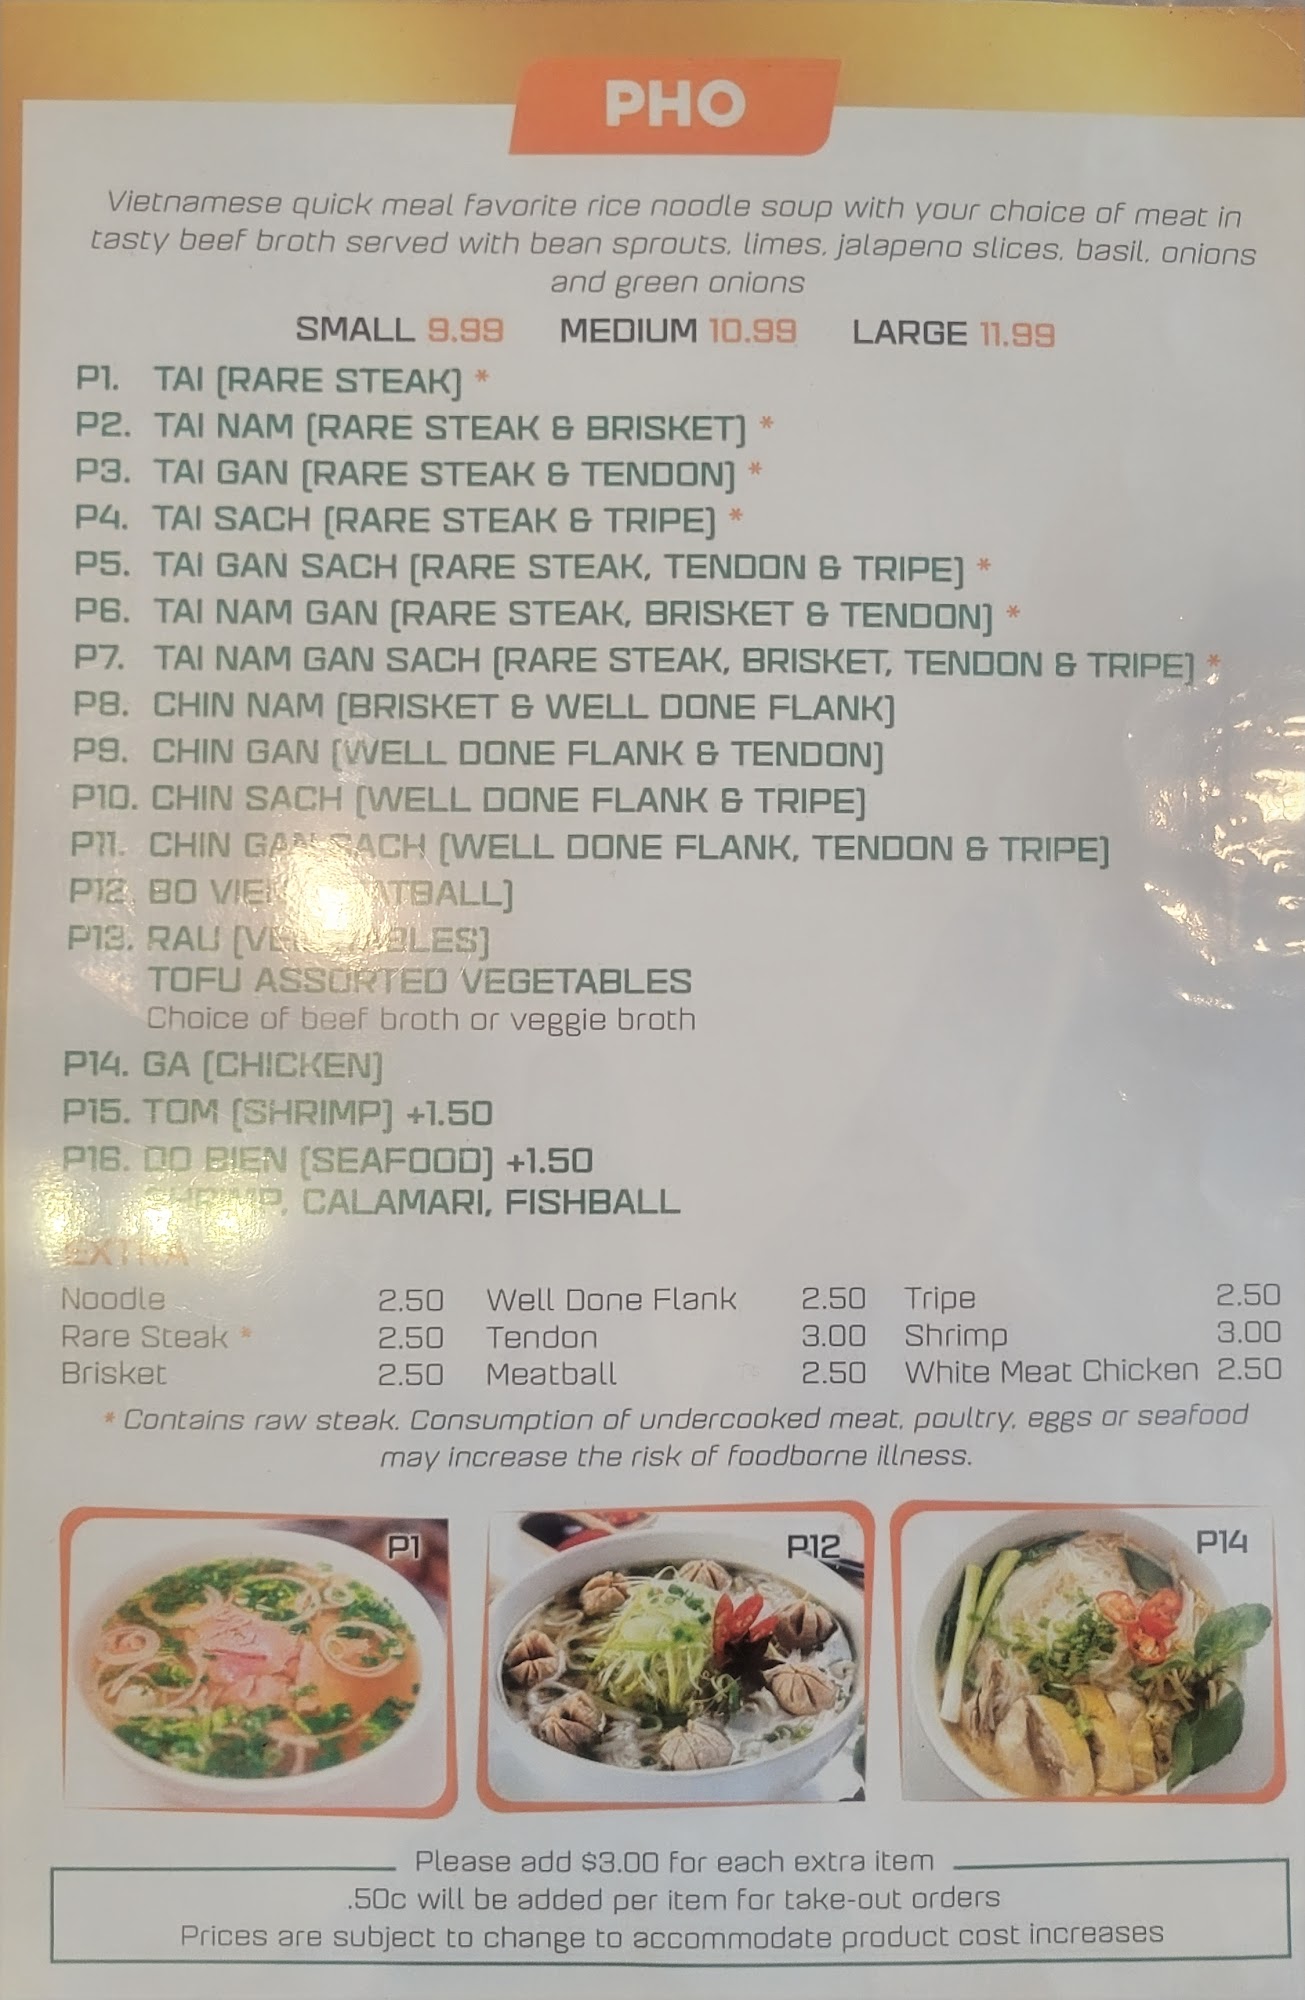 PHO
Vietnamese quick meal favorite rice noodle soup with your choice of meat in
tasty beef broth served with bean sprouts, limes, jalapeno slices, basil, onions
and green onions
SMALL 9.99 MEDIUM 10.99 LARGE 11.99
P1. TAI [RARE STEAK] *
P2. TAI NAM [RARE STEAK & BRISKET] *
P3. TAI GAN [RARE STEAK & TENDON] *
P4. TAI SACH [RARE STEAK & TRIPE] *
P5. TAI GAN SACH [RARE STEAK, TENDON & TRIPE] *
P6. TAI NAM GAN [RARE STEAK, BRISKET & TENDON] *
P7. TAI NAM GAN SACH [RARE STEAK, BRISKET, TENDON & TRIPE] *
P8. CHIN NAM [BRISKET & WELL DONE FLANK]
P9. CHIN GAN [WELL DONE FLANK & TENDON]
P10. CHIN SACH [WELL DONE FLANK & TRIPE]
P11. CHIN GAN SACH [WELL DONE FLANK, TENDON & TRIPE]
P12. BO VIEN [MEATBALL]
P13. RAU [VEGETABLES]
TOFU ASSORTED VEGETABLES
Choice of beef broth or veggie broth
P14. GA [CHICKEN]
P15. TOM [SHRIMP] +1.50
P16. DO BIEN [SEAFOOD] +1.50
SHRIMP, CALAMARI, FISHBALL
EXTRA
Noodle 2.50 Well Done Flank 2.50 Tripe 2.50
Rare Steak * 2.50 Tendon 3.00 Shrimp 3.00
Brisket 2.50 Meatball 2.50 White Meat Chicken 2.50
* Contains raw steak. Consumption of undercooked meat, poultry, eggs or seafood
may increase the risk of foodborne illness.
P1 P12 P14
Please add $3.00 for each extra item
.50c will be added per item for take-out orders
Prices are subject to change to accommodate product cost increases